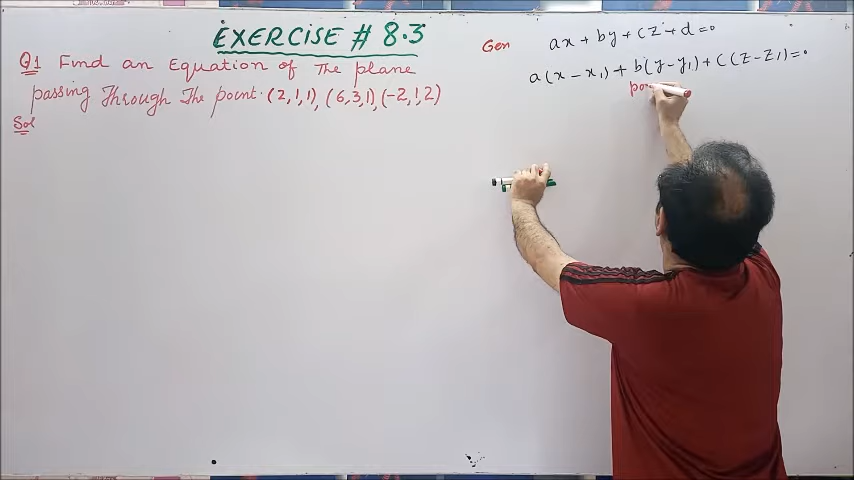 EXERCISE # 8.3
Q1 Find an Equation of The plane
passing Through The point. (2,1,1), (6,3,1), (-2,1,2)
Sol
Gen ax + by + cz + d = 0
a(x - x₁) + b(y - y₁) + c(z - z₁) = 0
po